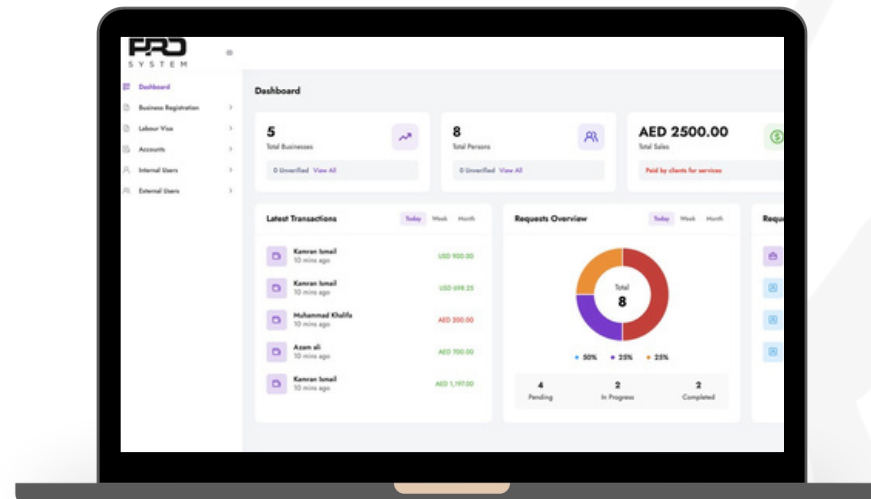 PRO
SYSTEM
Dashboard
Business Registration
Labour Visa
Accounts
Internal Users
External Users
Dashboard
5
Total Businesses
0 Unverified View All
8
Total Persons
0 Unverified View All
AED 2500.00
Total Sales
Paid by clients for services
Latest Transactions
Today Week Month
Kamran Ismail
10 mins ago
USD 900.00
Kamran Ismail
10 mins ago
USD 698.25
Muhammad Khalifa
10 mins ago
AED 200.00
Azam ali
10 mins ago
AED 700.00
Kamran Ismail
10 mins ago
AED 1,197.00
Requests Overview
Today Week Month
Total
8
50% 25% 25%
4
Pending
2
In Progress
2
Completed
Reque